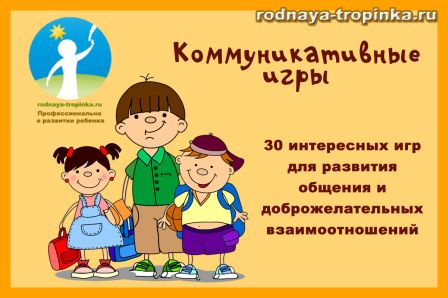 rodnaya-tropinka.ru
Коммуникативные
игры
rodnaya-tropinka.ru
Профессионально
о развитии ребенка
30 интересных игр
для развития
общения и
доброжелательных
взаимоотношений